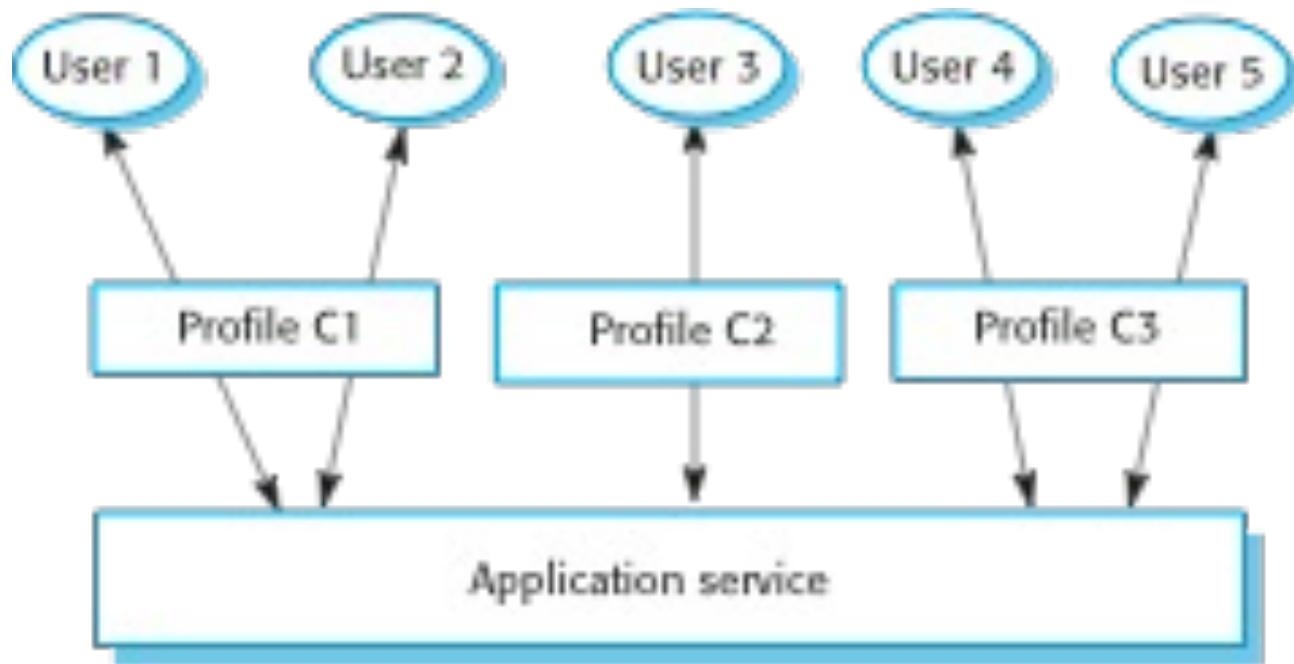 User 1
User 2
User 3
User 4
User 5
Profile C1
Profile C2
Profile C3
Application service